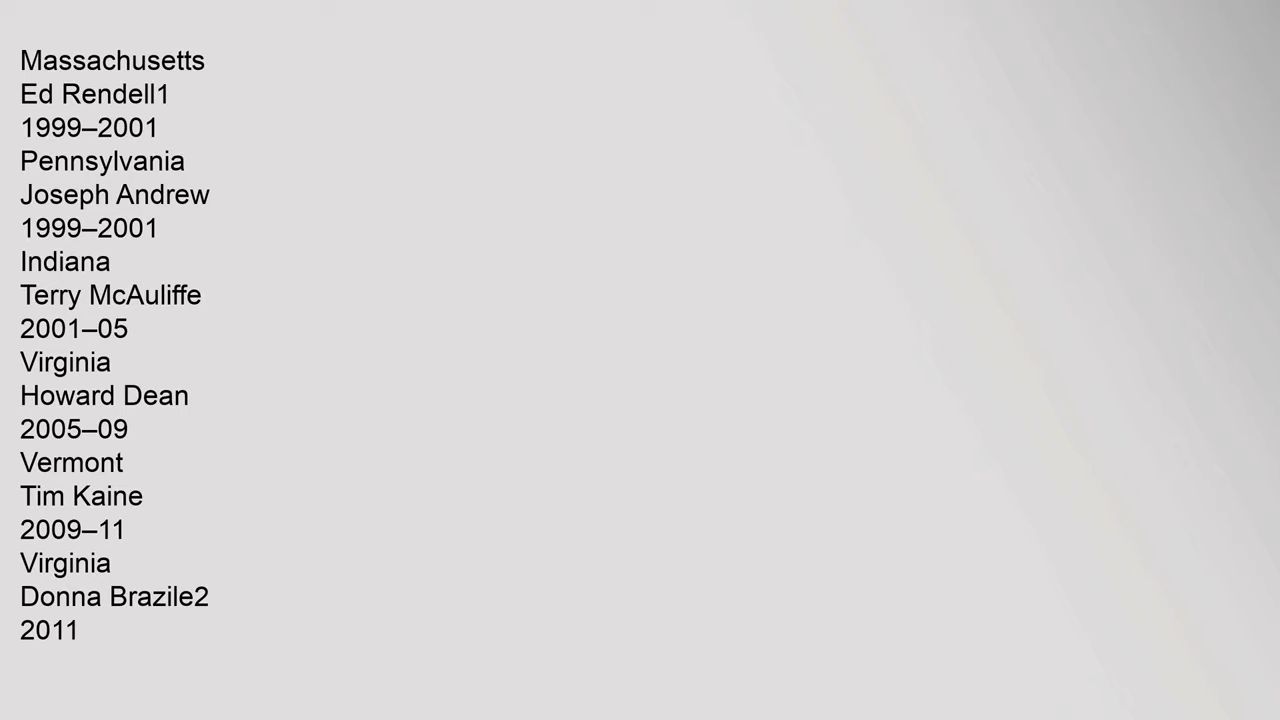 Massachusetts
Ed Rendell1
1999–2001
Pennsylvania
Joseph Andrew
1999–2001
Indiana
Terry McAuliffe
2001–05
Virginia
Howard Dean
2005–09
Vermont
Tim Kaine
2009–11
Virginia
Donna Brazile2
2011